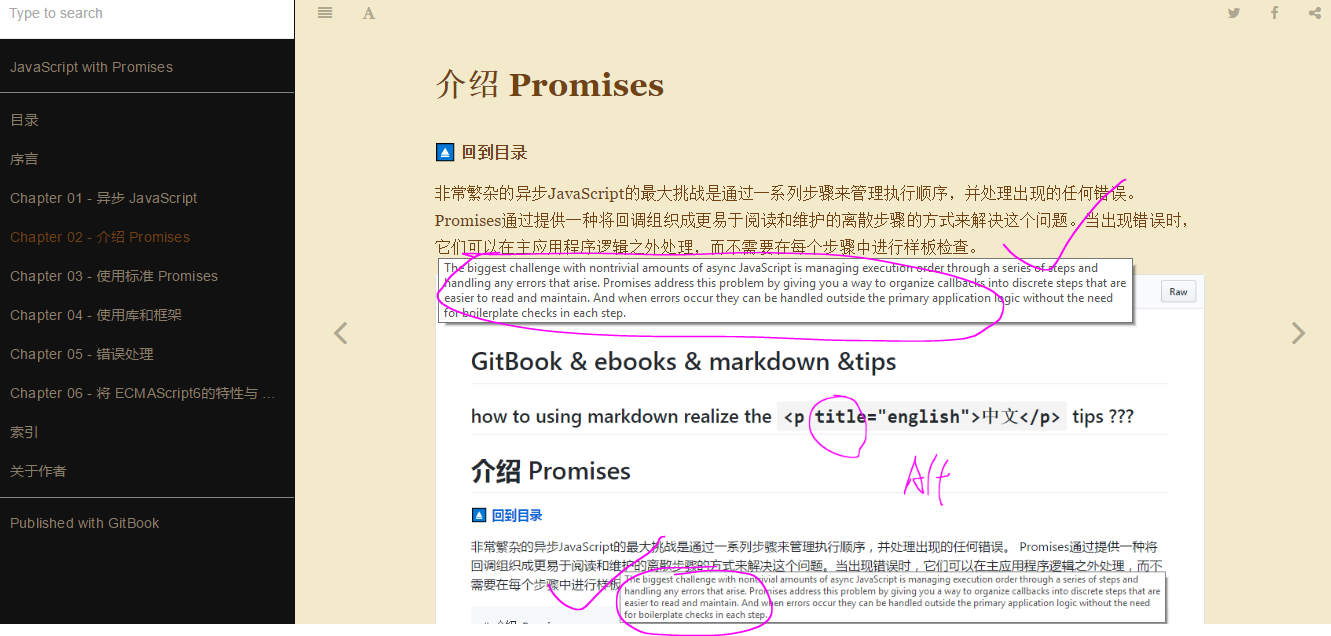 Type to search
A
JavaScript with Promises
目录
序言
Chapter 01 - 异步 JavaScript
Chapter 02 - 介绍 Promises
Chapter 03 - 使用标准 Promises
Chapter 04 - 使用库和框架
Chapter 05 - 错误处理
Chapter 06 - 将 ECMAScript6的特性与 ...
索引
关于作者
Published with GitBook
介绍 Promises
回到目录
非常繁杂的异步JavaScript的最大挑战是通过一系列步骤来管理执行顺序，并处理出现的任何错误。
Promises通过提供一种将回调组织成更易于阅读和维护的离散步骤的方式来解决这个问题。当出现错误时，
它们可以在主应用程序逻辑之外处理，而不需要在每个步骤中进行样板检查。
The biggest challenge with nontrivial amounts of async JavaScript is managing execution order through a series of steps and
handling any errors that arise. Promises address this problem by giving you a way to organize callbacks into discrete steps that are
easier to read and maintain. And when errors occur they can be handled outside the primary application logic without the need
for boilerplate checks in each step.
Raw
GitBook & ebooks & markdown &tips
how to using markdown realize the <p title="english">中文</p> tips ???
Alt
介绍 Promises
回到目录
非常繁杂的异步JavaScript的最大挑战是通过一系列步骤来管理执行顺序，并处理出现的任何错误。 Promises通过提供一种将
回调组织成更易于阅读和维护的离散步骤的方式来解决这个问题。当出现错误时，它们可以在主应用程序逻辑之外处理，而不
需要在每个步骤中进行样板
The biggest challenge with nontrivial amounts of async JavaScript is managing execution order through a series of steps and
handling any errors that arise. Promises address this problem by giving you a way to organize callbacks into discrete steps that are
easier to read and maintain. And when errors occur they can be handled outside the primary application logic without the need
for boilerplate checks in each step.